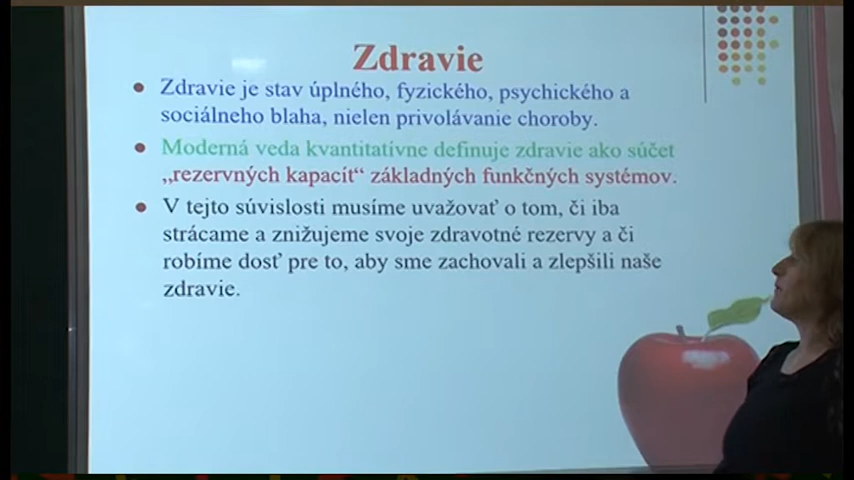 Zdravie
Zdravie je stav úplného, fyzického, psychického a
sociálneho blaha, nielen privolávanie choroby.
Moderná veda kvantitatívne definuje zdravie ako súčet
„rezervných kapacít“ základných funkčných systémov.
V tejto súvislosti musíme uvažovať o tom, či iba
strácame a znižujeme svoje zdravotné rezervy a či
robíme dosť pre to, aby sme zachovali a zlepšili naše
zdravie.